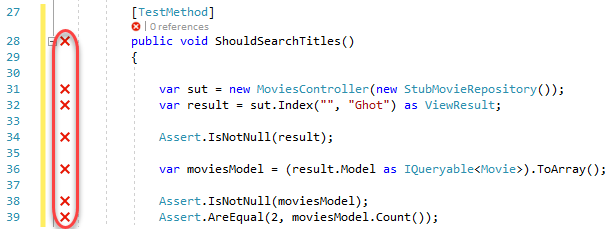 27 [TestMethod]
| 0 references
28 public void ShouldSearchTitles()
29 {
30
31 var sut = new MoviesController(new StubMovieRepository());
32 var result = sut.Index("", "Ghot") as ViewResult;
33
34 Assert.IsNotNull(result);
35
36 var moviesModel = (result.Model as IQueryable<Movie>).ToArray();
37
38 Assert.IsNotNull(moviesModel);
39 Assert.AreEqual(2, moviesModel.Count());